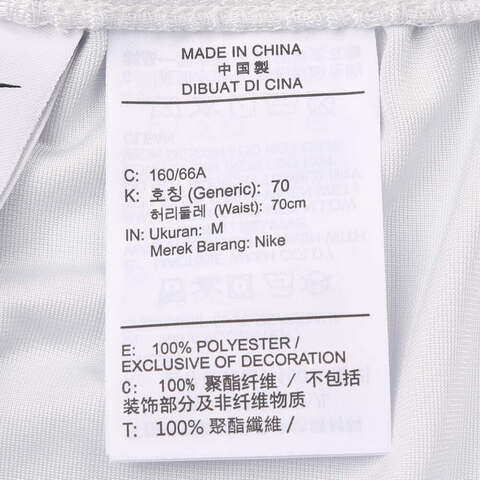 MADE IN CHINA
中国製
DIBUAT DI CINA
C: 160/66A
K: 호칭 (Generic): 70
허리둘레 (Waist): 70cm
IN: Ukuran: M
Merek Barang: Nike
E: 100% POLYESTER /
EXCLUSIVE OF DECORATION
C: 100% 聚酯纤维 / 不包括
装饰部分及非纤维物质
T: 100% 聚酯纖維 /